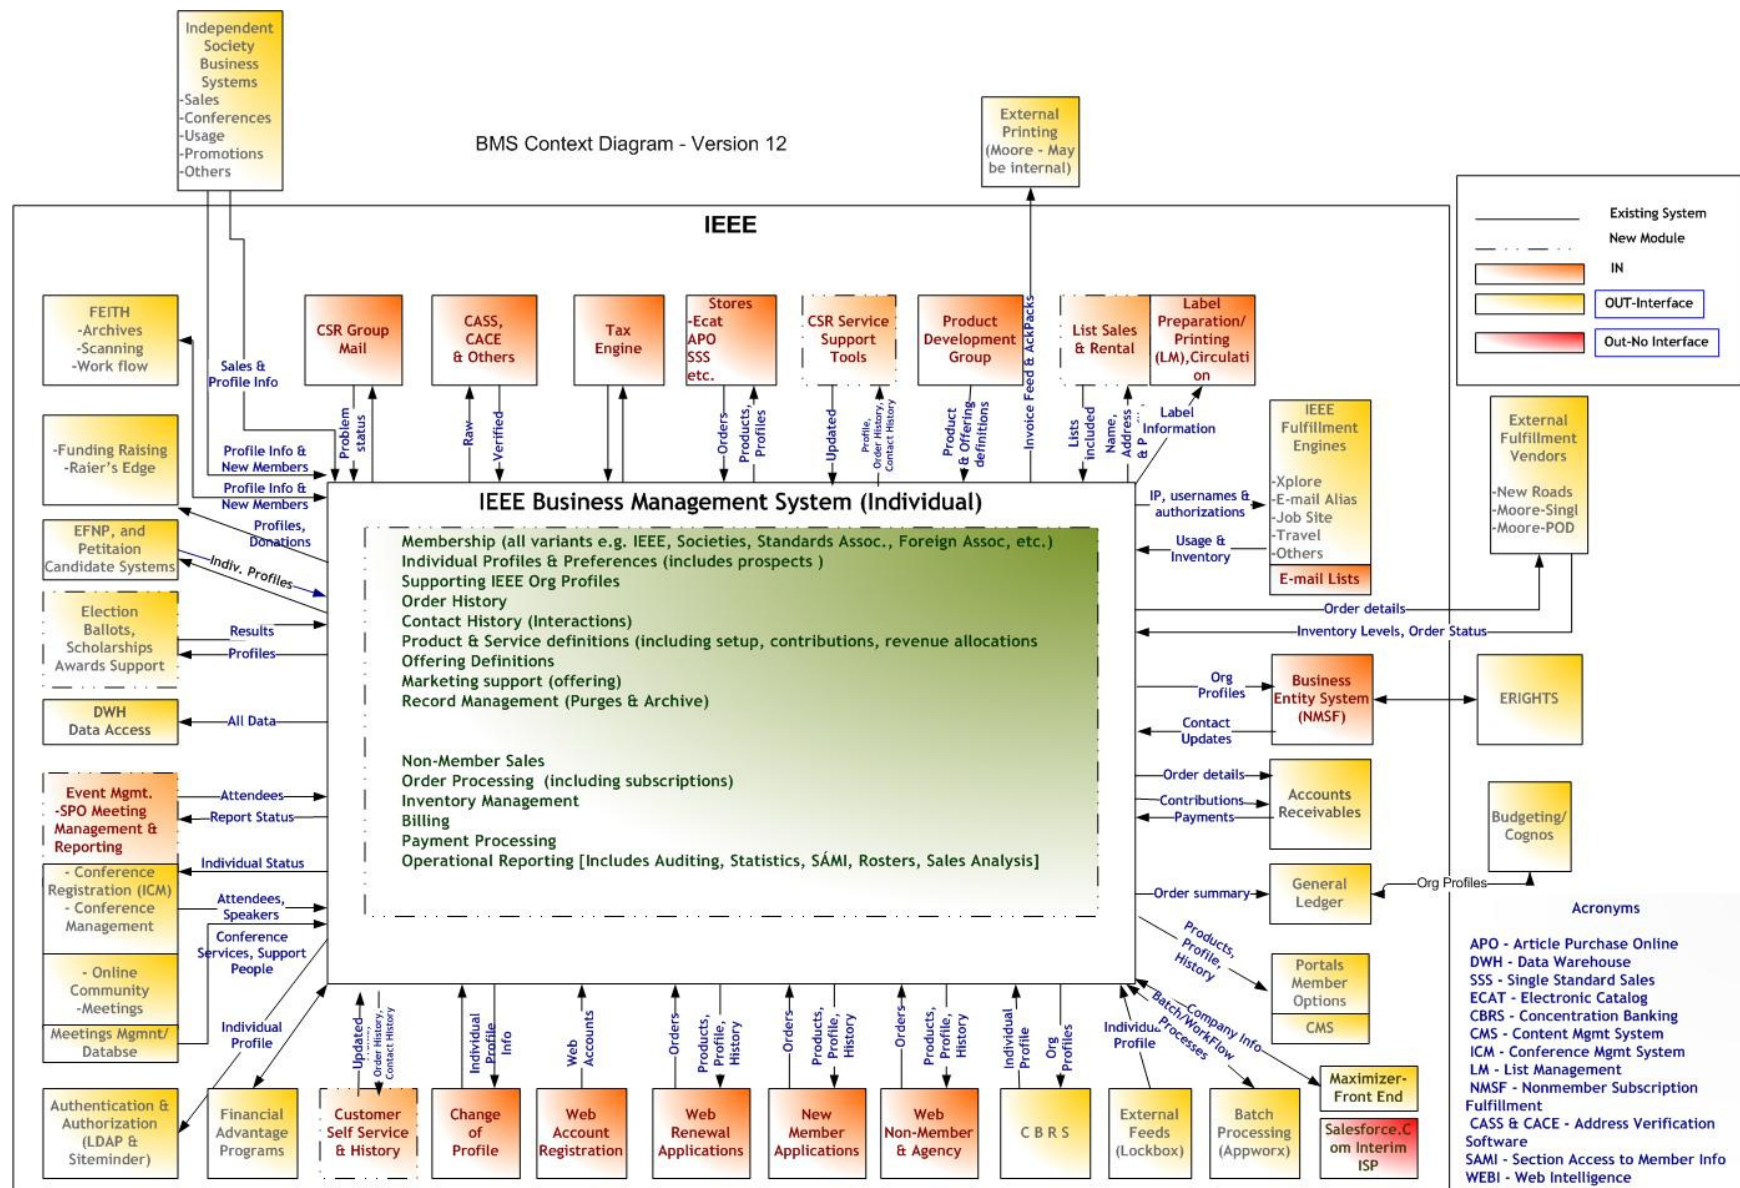 Independent
Society
Business
Systems
-Sales
-Conferences
-Usage
-Promotions
-Others
BMS Context Diagram - Version 12
External
Printing
(Moore - May
be internal)
IEEE
Existing System
New Module
IN
OUT-Interface
Out-No Interface
FEITH
-Archives
-Scanning
-Work flow
Sales &
Profile Info
CSR Group
Mail
CASS,
CACE
& Others
Tax
Engine
Stores
-Ecat
APO
SSS
etc.
CSR Service
Support
Tools
Product
Development
Group
Invoice Feed & AckPacks
List Sales
& Rental
Label
Preparation/
Printing
(LM),Circulati
on
Problem
status
Raw
Verified
Orders
Products,
Profiles
Updated
Profile,
Order History,
Contact History
Product
& Offering
definitions
Lists
included
Name,
Address
& P
Label
Information
-Funding Raising
-Raier's Edge
Profile Info &
New Members
Profile Info &
New Members
Profiles,
Donations
EFNP, and
Petitaion
Candidate Systems
Indiv. Profiles
Election
Ballots,
Scholarships
Awards Support
Results
Profiles
DWH
Data Access
All Data
Event Mgmt.
-SPO Meeting
Management &
Reporting
Attendees
Report Status
- Conference
Registration (ICM)
- Conference
Management
Individual Status
Attendees,
Speakers
- Online
Community
-Meetings
Conference
Services, Support
People
Meetings Mgmnt/
Databse
Individual
Profile
IEEE Business Management System (Individual)
Membership (all variants e.g. IEEE, Societies, Standards Assoc., Foreign Assoc, etc.)
Individual Profiles & Preferences (includes prospects )
Supporting IEEE Org Profiles
Order History
Contact History (Interactions)
Product & Service definitions (including setup, contributions, revenue allocations
Offering Definitions
Marketing support (offering)
Record Management (Purges & Archive)
Non-Member Sales
Order Processing  (including subscriptions)
Inventory Management
Billing
Payment Processing
Operational Reporting [Includes Auditing, Statistics, SÁMI, Rosters, Sales Analysis]
IP, usernames &
authorizations
Usage &
Inventory
IEEE
Fulfillment
Engines
-Xplore
-E-mail Alias
-Job Site
-Travel
-Others
E-mail Lists
External
Fulfillment
Vendors
-New Roads
-Moore-Singl
-Moore-POD
Order details
Inventory Levels, Order Status
Org
Profiles
Contact
Updates
Business
Entity System
(NMSF)
ERIGHTS
Order details
Contributions
Payments
Accounts
Receivables
Budgeting/
Cognos
Order summary
General
Ledger
Org Profiles
Products,
Profile,
History
Portals
Member
Options
CMS
Company Info
Batch/WorkFlow
Processes
Updated
Order History,
Contact History
Individual
Profile
Info
Web
Accounts
Orders
Products,
Profile,
History
Orders
Products,
Profile,
History
Orders
Products,
Profile,
History
Individual
Profile
Org
Profiles
Profile
Authentication &
Authorization
(LDAP &
Siteminder)
Financial
Advantage
Programs
Customer
Self Service
& History
Change
of
Profile
Web
Account
Registration
Web
Renewal
Applications
New
Member
Applications
Web
Non-Member
& Agency
C B R S
External
Feeds
(Lockbox)
Batch
Processing
(Appworx)
Maximizer-
Front End
Salesforce.C
om Interim
ISP
Acronyms
APO - Article Purchase Online
DWH - Data Warehouse
SSS - Single Standard Sales
ECAT - Electronic Catalog
CBRS - Concentration Banking
CMS - Content Mgmt System
ICM - Conference Mgmt System
LM - List Management
NMSF - Nonmember Subscription
Fulfillment
CASS & CACE - Address Verification
Software
SAMI - Section Access to Member Info
WEBI - Web Intelligence